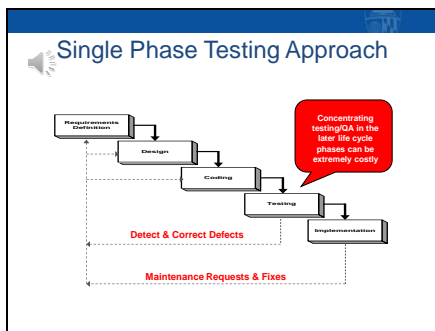 Single Phase Testing Approach
Requirements
Definition
Concentrating
testing/QA in the
later life cycle
phases can be
extremely costly
Design
Coding
Testing
Implementation
Detect & Correct Defects
Maintenance Requests & Fixes